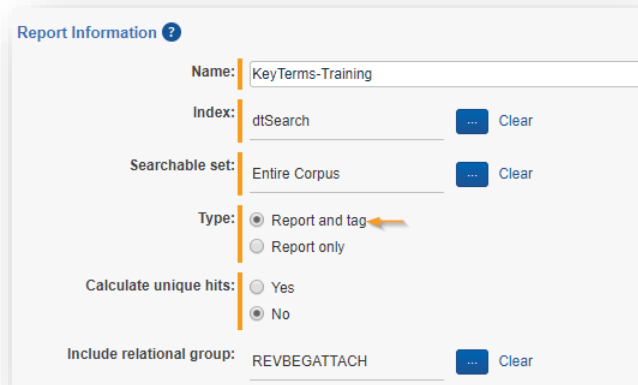 Report Information ?
Name: KeyTerms-Training
Index: dtSearch ... Clear
Searchable set: Entire Corpus ... Clear
Type: Report and tag
Report only
Calculate unique hits: Yes
No
Include relational group: REVBEGATTACH ... Clear